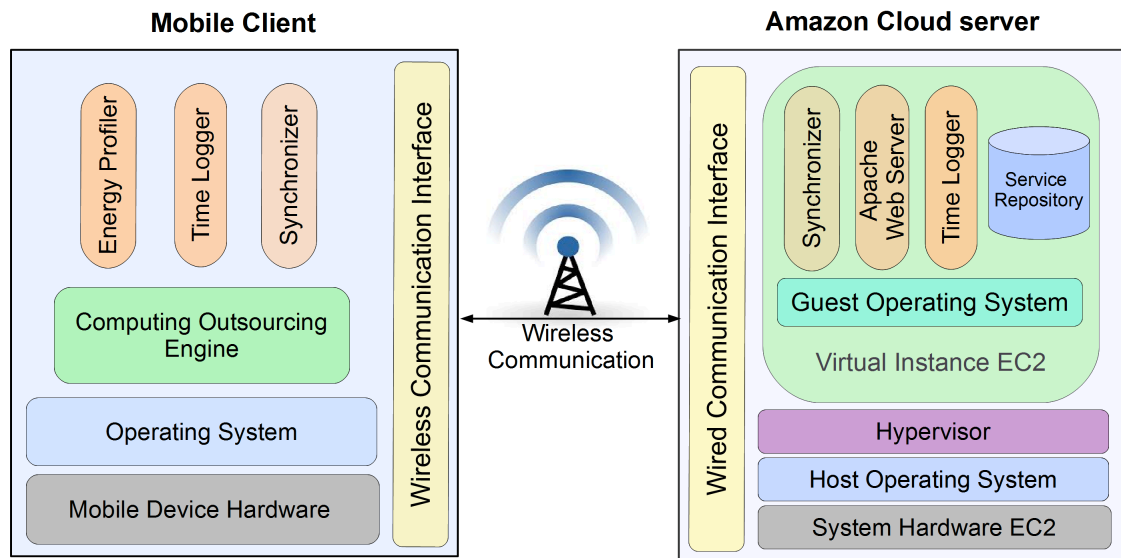 Mobile Client
Energy Profiler
Time Logger
Synchronizer
Computing Outsourcing
Engine
Operating System
Mobile Device Hardware
Wireless Communication Interface
Wireless
Communication
Amazon Cloud server
Wired Communication Interface
Synchronizer
Apache
Web Server
Time Logger
Service
Repository
Guest Operating System
Virtual Instance EC2
Hypervisor
Host Operating System
System Hardware EC2